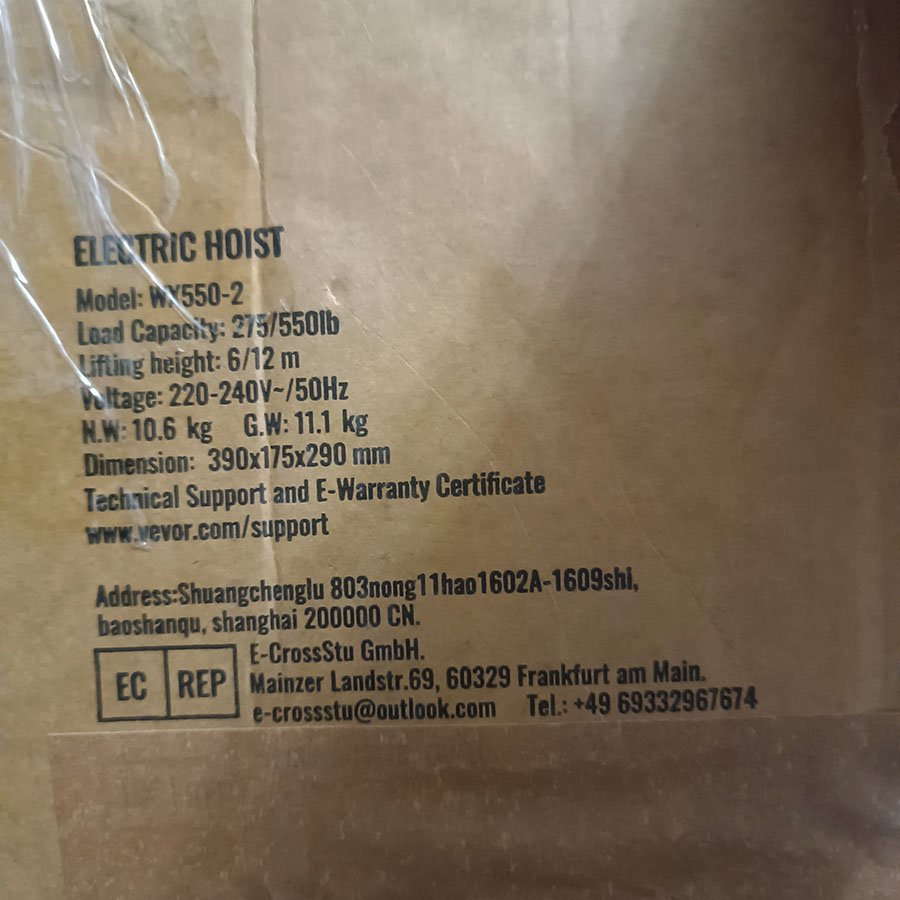 ELECTRIC HOIST
Model: WX550-2
Load Capacity: 275/550lb
Lifting height: 6/12 m
Voltage: 220-240V~/50Hz
N.W: 10.6 kg G.W: 11.1 kg
Dimension: 390x175x290 mm
Technical Support and E-Warranty Certificate
www.vevor.com/support
Address:Shuangchenglu 803nong11hao1602A-1609shi,
baoshanqu, shanghai 200000 CN.
EC REP
E-CrossStu GmbH.
Mainzer Landstr.69, 60329 Frankfurt am Main.
e-crossstu@outlook.com Tel.: +49 69332967674